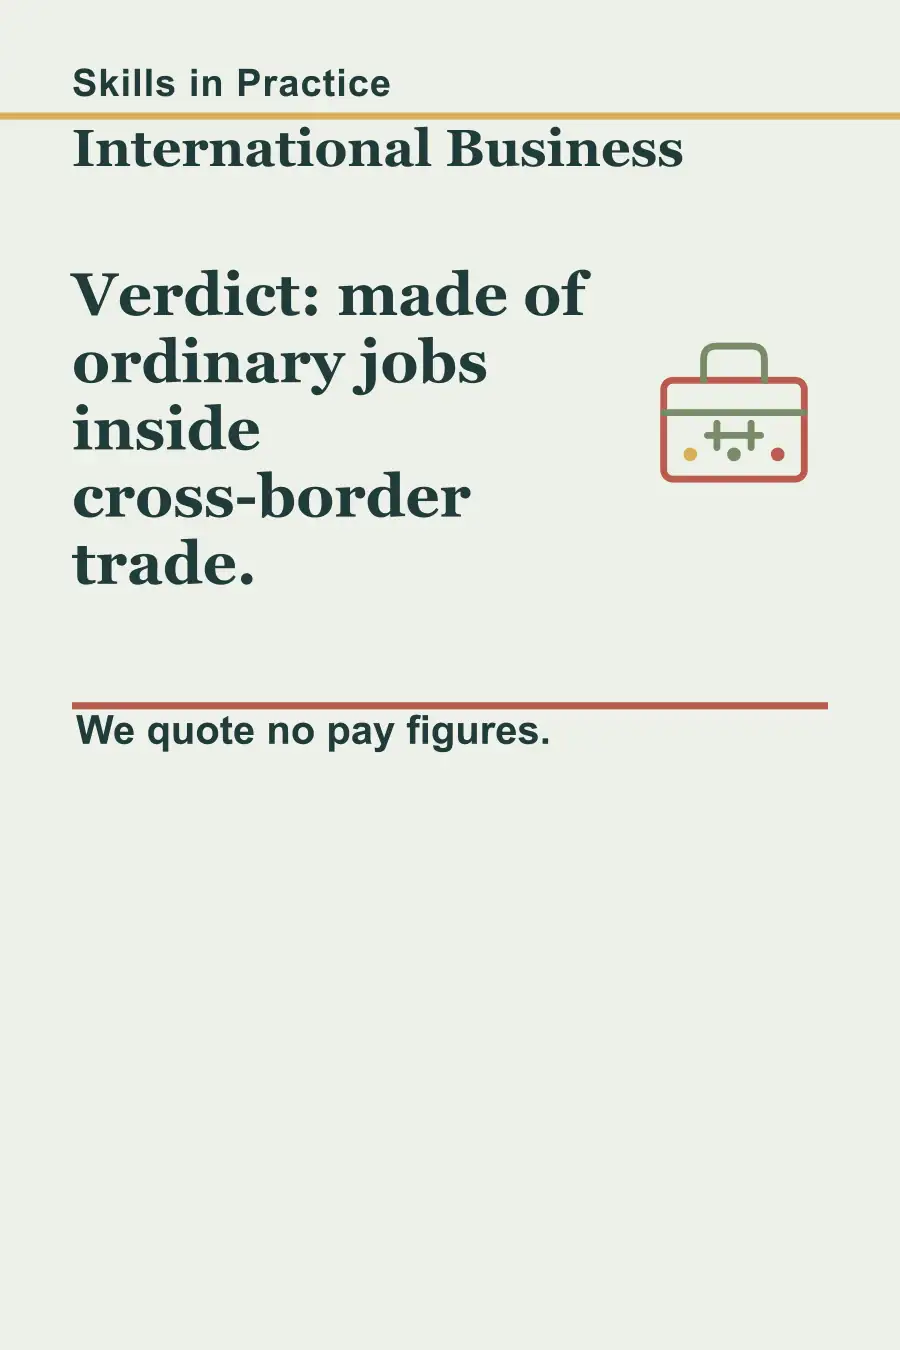 Skills in Practice
International Business
Verdict: made of
ordinary jobs
inside
cross-border
trade.
We quote no pay figures.